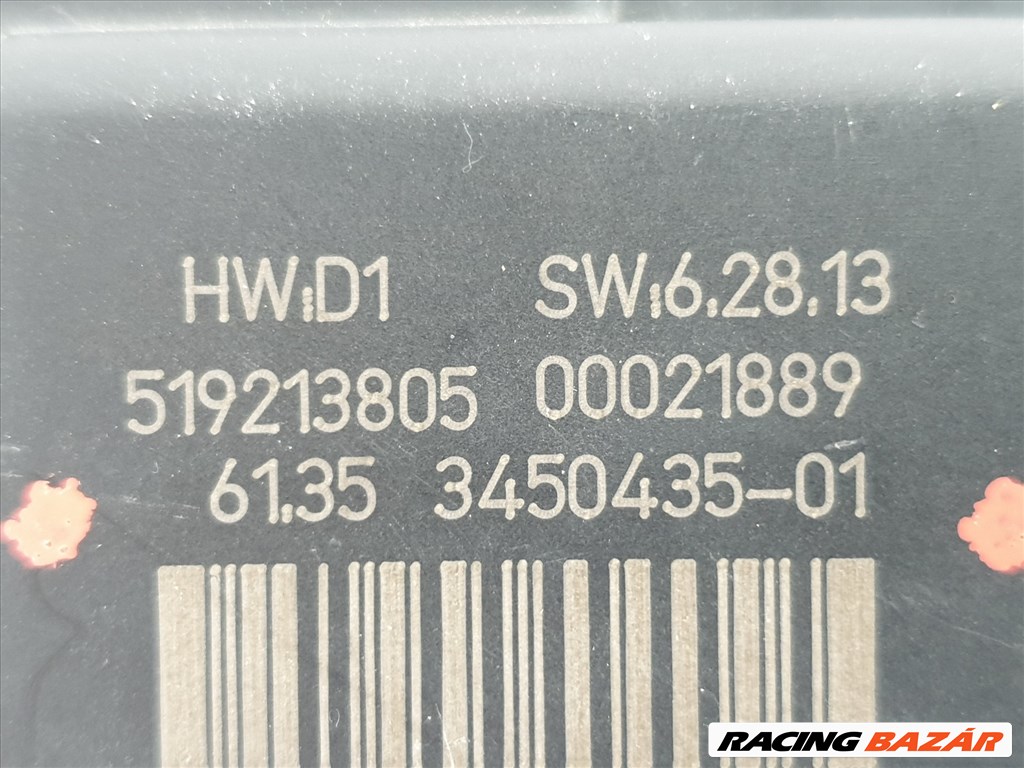 HW:D1 SW:6.28.13
519213805 00021889
61.35 3450435-01
RACING BAZÁR